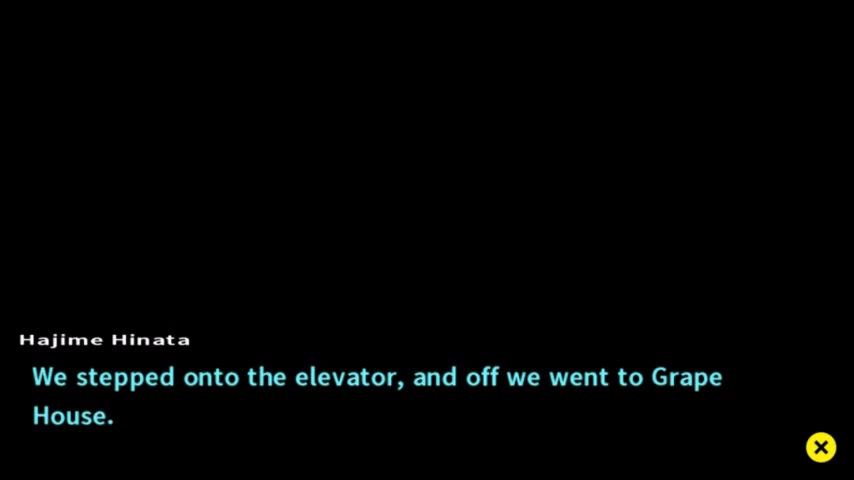 Hajime Hinata
We stepped onto the elevator, and off we went to Grape
House.